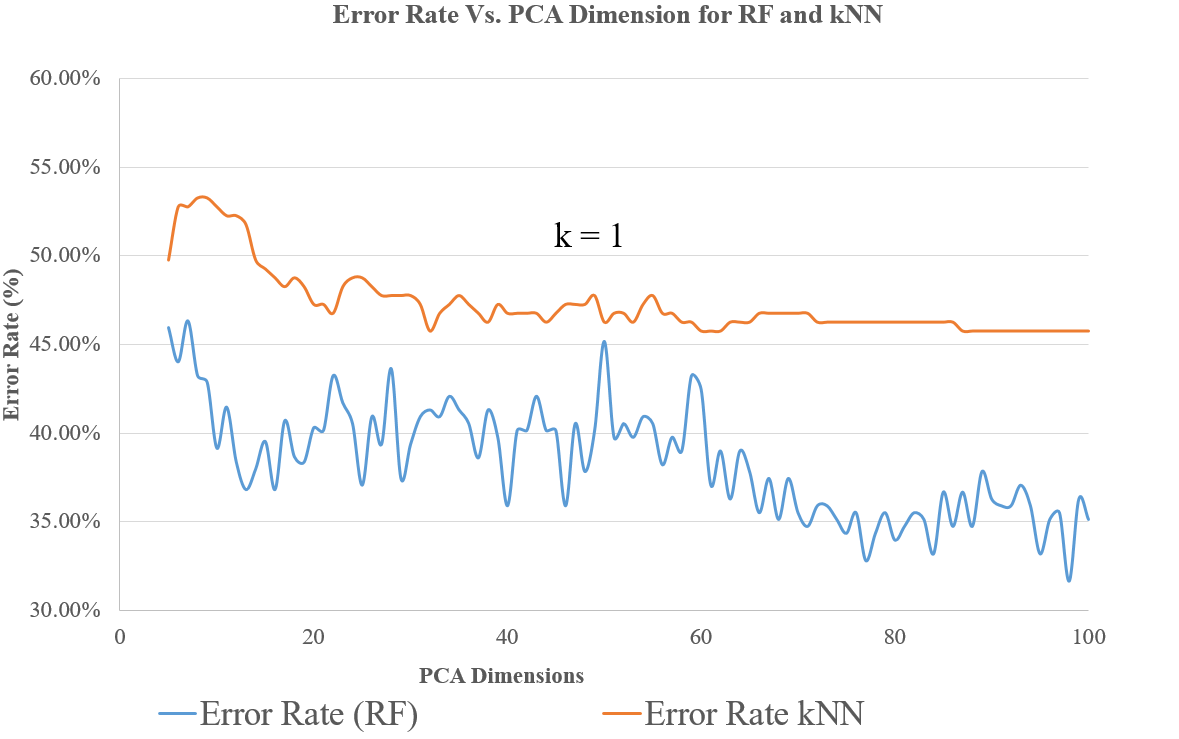 Error Rate Vs. PCA Dimension for RF and kNN
60.00%
55.00%
50.00%
45.00%
40.00%
35.00%
30.00%
Error Rate (%)
k = 1
0 20 40 60 80 100
PCA Dimensions
Error Rate (RF) Error Rate kNN